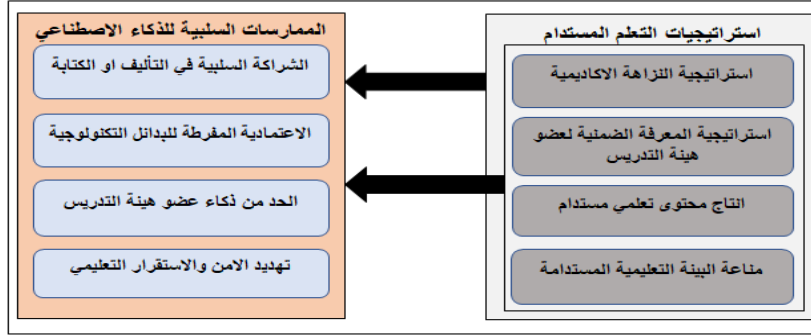 استراتيجيات التعلم المستدام
استراتيجية النزاهة الاكاديمية
استراتيجية المعرفة الضمنية لعضو
هيئة التدريس
انتاج محتوى تعلمي مستدام
مناعة البيئة التعليمية المستدامة
الممارسات السلبية للذكاء الاصطناعي
الشراكة السلبية في التأليف او الكتابة
الاعتمادية المفرطة للبدائل التكنولوجية
الحد من ذكاء عضو هيئة التدريس
تهديد الامن والاستقرار التعليمي